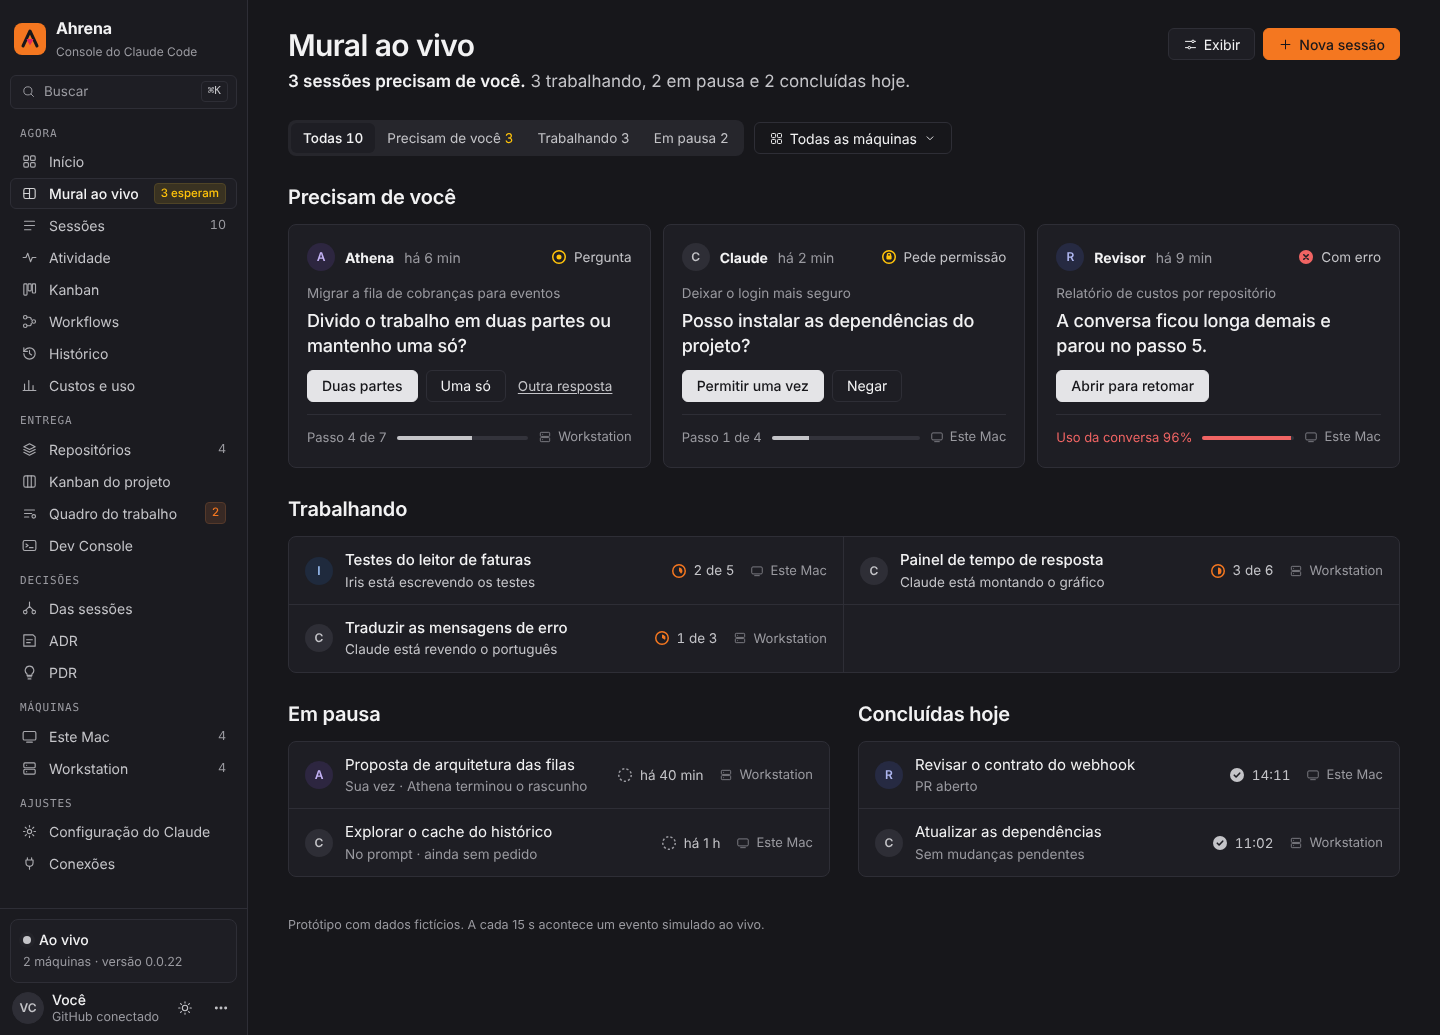 Ahrena
Console do Claude Code
Buscar ⌘K
AGORA
Início
Mural ao vivo 3 esperam
Sessões 10
Atividade
Kanban
Workflows
Histórico
Custos e uso
ENTREGA
Repositórios 4
Kanban do projeto
Quadro do trabalho 2
Dev Console
DECISÕES
Das sessões
ADR
PDR
MÁQUINAS
Este Mac 4
Workstation 4
AJUSTES
Configuração do Claude
Conexões
Ao vivo
2 máquinas · versão 0.0.22
VC Você
GitHub conectado
Mural ao vivo
3 sessões precisam de você. 3 trabalhando, 2 em pausa e 2 concluídas hoje.
Exibir
Nova sessão
Todas 10 Precisam de você 3 Trabalhando 3 Em pausa 2
Todas as máquinas
Precisam de você
A Athena há 6 min Pergunta
Migrar a fila de cobranças para eventos
Divido o trabalho em duas partes ou
mantenho uma só?
Duas partes Uma só Outra resposta
Passo 4 de 7 Workstation
C Claude há 2 min Pede permissão
Deixar o login mais seguro
Posso instalar as dependências do
projeto?
Permitir uma vez Negar
Passo 1 de 4 Este Mac
R Revisor há 9 min Com erro
Relatório de custos por repositório
A conversa ficou longa demais e
parou no passo 5.
Abrir para retomar
Uso da conversa 96% Este Mac
Trabalhando
I Testes do leitor de faturas
Iris está escrevendo os testes
2 de 5 Este Mac
C Painel de tempo de resposta
Claude está montando o gráfico
3 de 6 Workstation
C Traduzir as mensagens de erro
Claude está revendo o português
1 de 3 Workstation
Em pausa
A Proposta de arquitetura das filas
Sua vez · Athena terminou o rascunho
há 40 min Workstation
C Explorar o cache do histórico
No prompt · ainda sem pedido
há 1 h Este Mac
Concluídas hoje
R Revisar o contrato do webhook
PR aberto
14:11 Este Mac
C Atualizar as dependências
Sem mudanças pendentes
11:02 Workstation
Protótipo com dados fictícios. A cada 15 s acontece um evento simulado ao vivo.